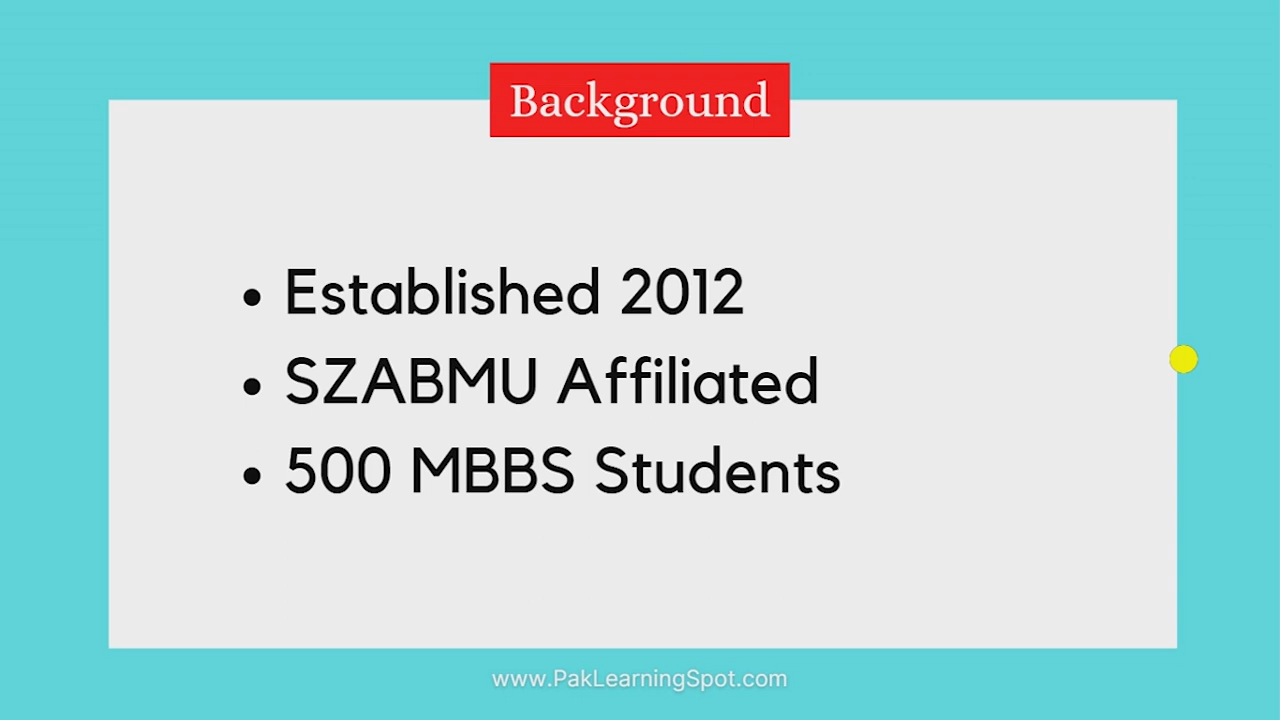 Background
• Established 2012
• SZABMU Affiliated
• 500 MBBS Students
www.PakLearningSpot.com